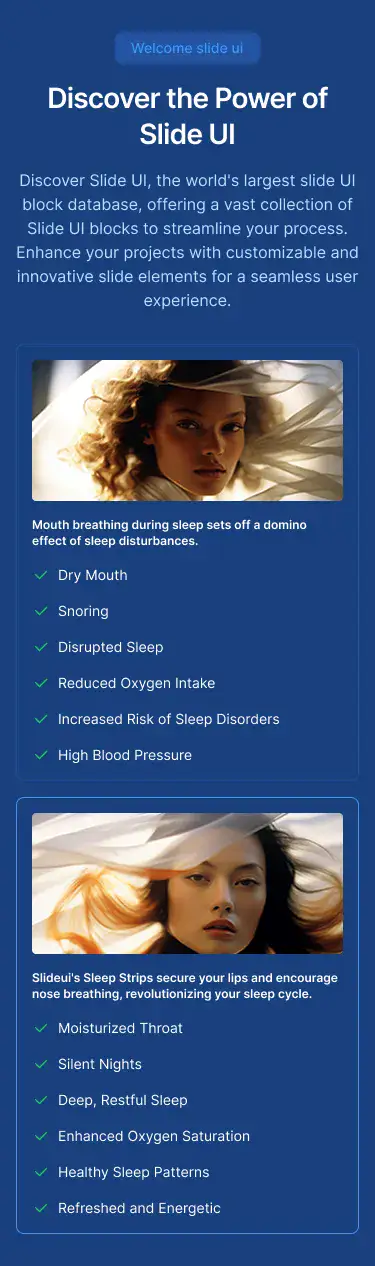 Welcome slide ui
Discover the Power of
Slide UI
Discover Slide UI, the world's largest slide UI
block database, offering a vast collection of
Slide UI blocks to streamline your process.
Enhance your projects with customizable and
innovative slide elements for a seamless user
experience.
Mouth breathing during sleep sets off a domino
effect of sleep disturbances.
Dry Mouth
Snoring
Disrupted Sleep
Reduced Oxygen Intake
Increased Risk of Sleep Disorders
High Blood Pressure
Slideui's Sleep Strips secure your lips and encourage
nose breathing, revolutionizing your sleep cycle.
Moisturized Throat
Silent Nights
Deep, Restful Sleep
Enhanced Oxygen Saturation
Healthy Sleep Patterns
Refreshed and Energetic